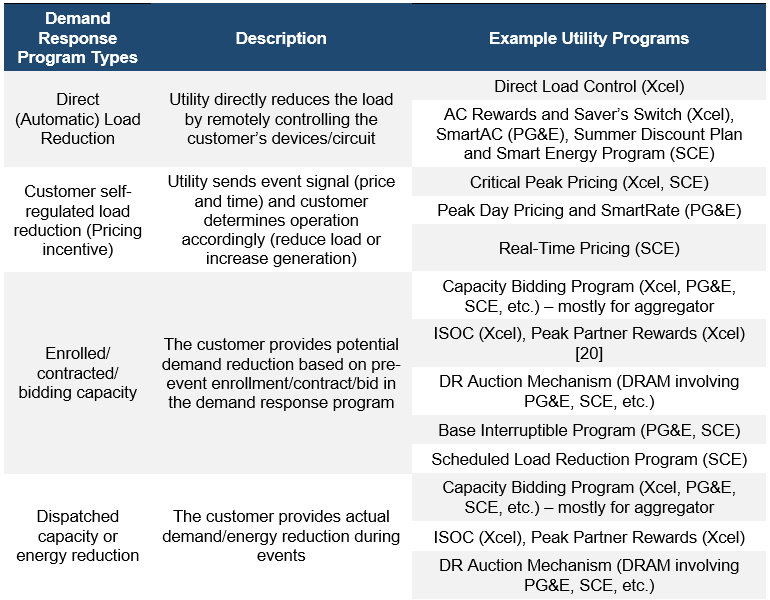 Demand
Response
Program Types
Description
Example Utility Programs
Direct
(Automatic) Load
Reduction
Utility directly reduces the load
by remotely controlling the
customer's devices/circuit
Direct Load Control (Xcel)
AC Rewards and Saver's Switch (Xcel),
SmartAC (PG&E), Summer Discount Plan
and Smart Energy Program (SCE)
Customer self-
regulated load
reduction (Pricing
incentive)
Utility sends event signal (price
and time) and customer
determines operation
accordingly (reduce load or
increase generation)
Critical Peak Pricing (Xcel, SCE)
Peak Day Pricing and SmartRate (PG&E)
Real-Time Pricing (SCE)
Enrolled/
contracted/
bidding capacity
The customer provides potential
demand reduction based on pre-
event enrollment/contract/bid in
the demand response program
Capacity Bidding Program (Xcel, PG&E,
SCE, etc.) – mostly for aggregator
ISOC (Xcel), Peak Partner Rewards (Xcel)
[20]
DR Auction Mechanism (DRAM involving
PG&E, SCE, etc.)
Base Interruptible Program (PG&E, SCE)
Scheduled Load Reduction Program (SCE)
Dispatched
capacity or
energy reduction
The customer provides actual
demand/energy reduction during
events
Capacity Bidding Program (Xcel, PG&E,
SCE, etc.) – mostly for aggregator
ISOC (Xcel), Peak Partner Rewards (Xcel)
DR Auction Mechanism (DRAM involving
PG&E, SCE, etc.)